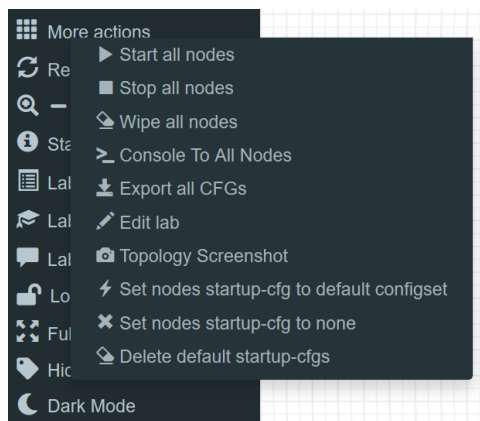 More actions
Start all nodes
Stop all nodes
Wipe all nodes
Console To All Nodes
Export all CFGs
Edit lab
Topology Screenshot
Set nodes startup-cfg to default configset
Set nodes startup-cfg to none
Delete default startup-cfgs
Dark Mode